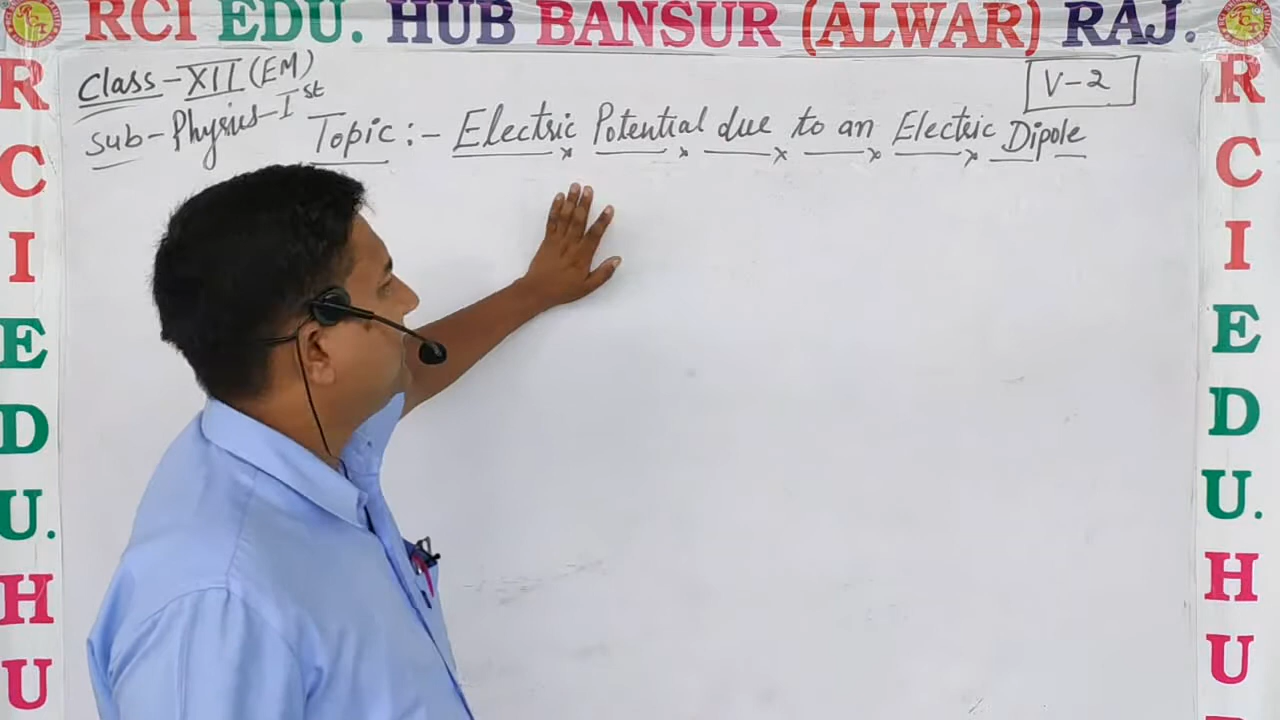 RCI EDU. HUB BANSUR (ALWAR) RAJ.
Class-XII (EM)
V-2
Sub-Physics-Ist
Topic :- Electric Potential due to an Electric Dipole
R
C
I
E
D
U.
H
U
R
C
I
E
D
U.
H
U